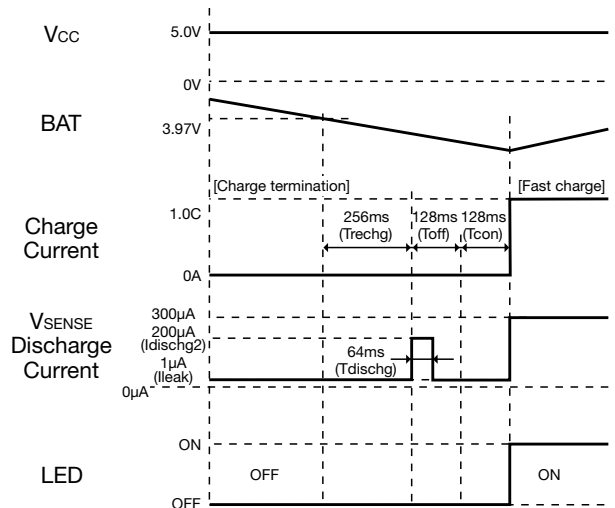 VCC
5.0V
0V
BAT
3.97V
[Charge termination]
[Fast charge]
Charge
Current
1.0C
256ms
(Trechg)
128ms
(Toff)
128ms
(Tcon)
0A
VSENSE
Discharge
Current
300µA
200µA
(Idischg2)
1µA
(Ileak)
0µA
64ms
(Tdischg)
LED
ON
OFF
ON
OFF